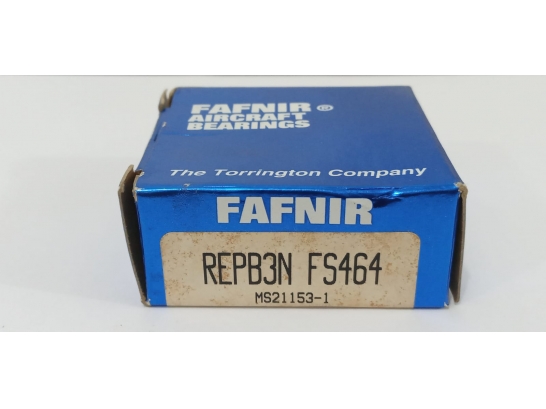 FAFNIR ®
AIRCRAFT
BEARINGS
The Torrington Company
FAFNIR
REPB3N FS464
MS21153-1